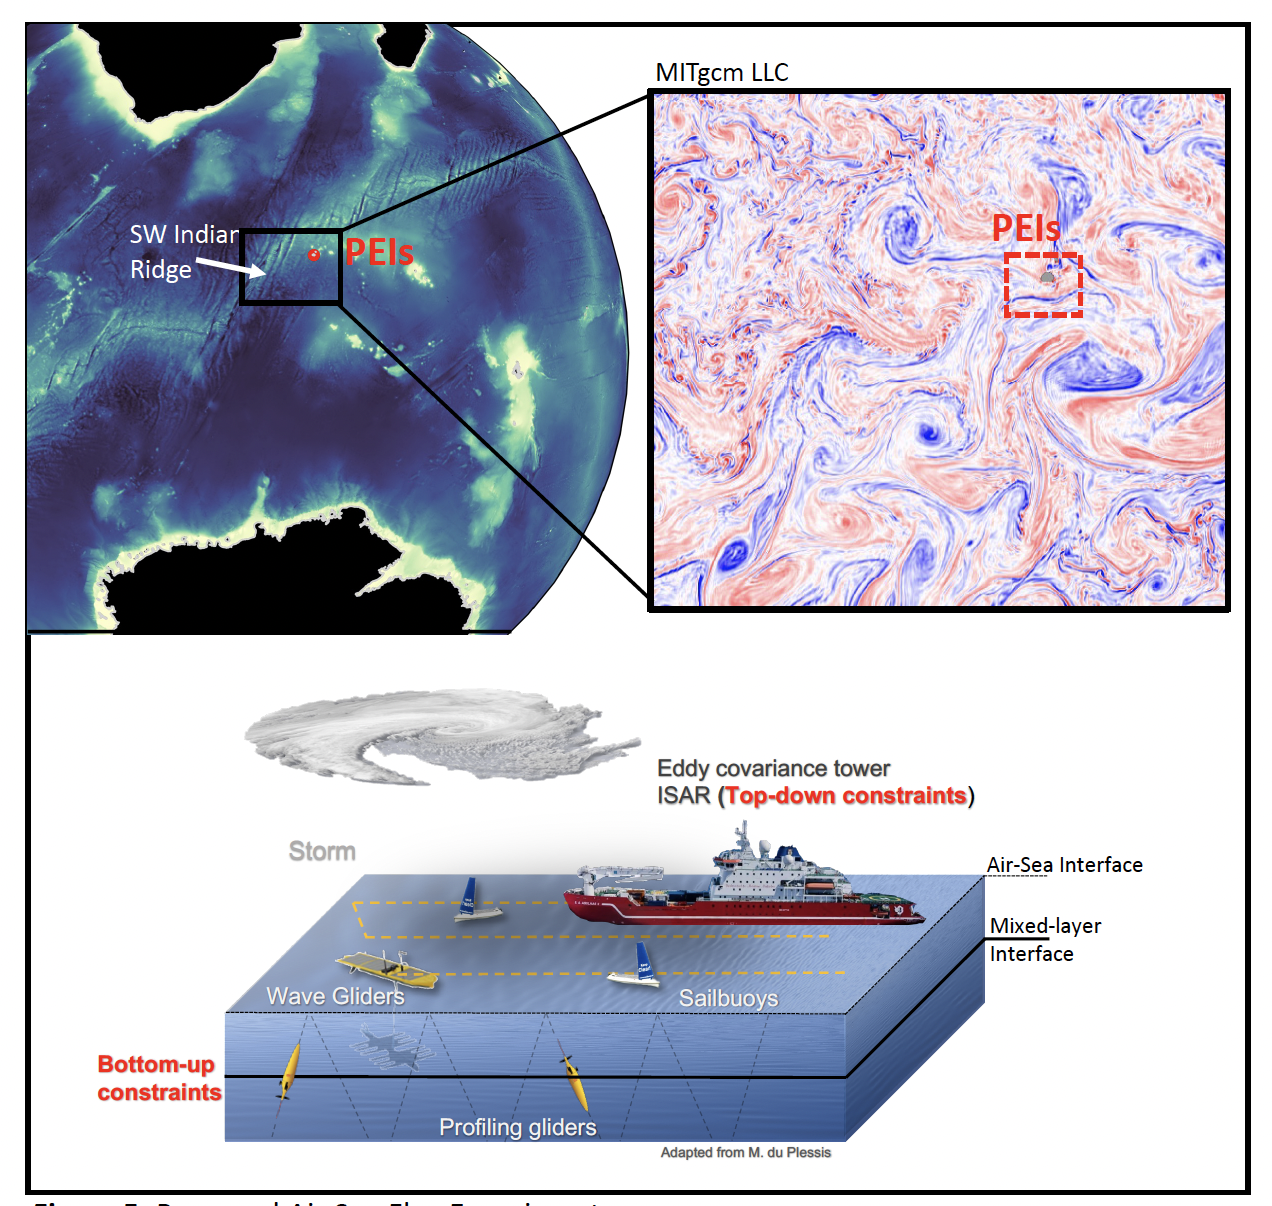 MITgcm LLC
SW Indian
Ridge
PEIs
PEIs
Eddy covariance tower
ISAR (Top-down constraints)
Storm
Air-Sea Interface
Mixed-layer
Interface
Wave Gliders
Sailbuoys
Bottom-up
constraints
Profiling gliders
Adapted from M. du Plessis